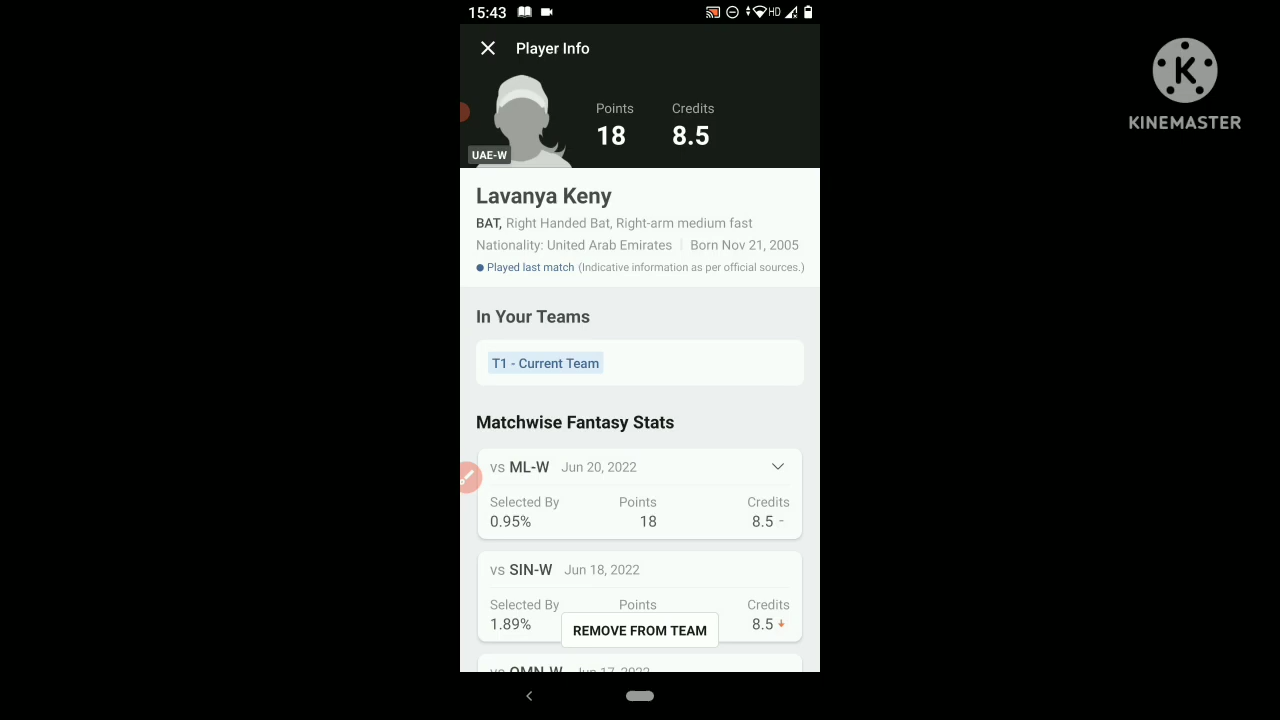 15:43
HD
Player Info
K
KINEMASTER
Points
Credits
18
8.5
UAE-W
Lavanya Keny
BAT, Right Handed Bat, Right-arm medium fast
Nationality: United Arab Emirates | Born Nov 21, 2005
Played last match (Indicative information as per official sources.)
In Your Teams
T1 - Current Team
Matchwise Fantasy Stats
vs ML-W Jun 20, 2022
Selected By Points Credits
0.95% 18 8.5 -
vs SIN-W Jun 18, 2022
Selected By Points Credits
1.89% 8.5
REMOVE FROM TEAM
vs OMN-W Jun 17, 2022